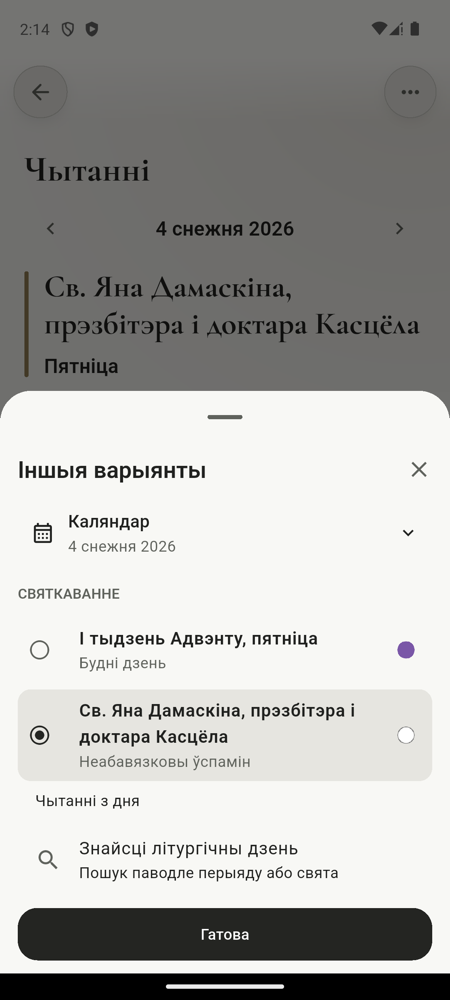 2:14
Чытанні
4 снежня 2026
Св. Яна Дамаскіна,
прэзбітэра і доктара Касцёла
Пятніца
Іншыя варыянты
Каляндар
4 снежня 2026
СВЯТКАВАННЕ
I тыдзень Адвэнту, пятніца
Будні дзень
Св. Яна Дамаскіна, прэзбітэра і
доктара Касцёла
Неабавязковы ўспамін
Чытанні з дня
Знайсці літургічны дзень
Пошук паводле перыяду або свята
Гатова